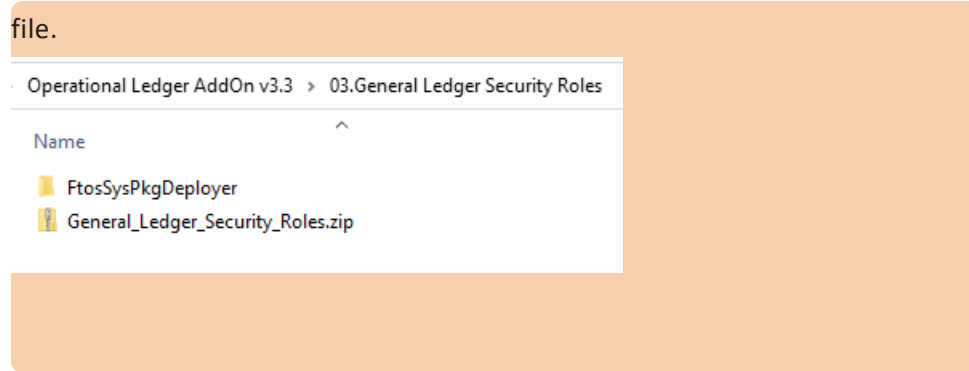 file.
Operational Ledger AddOn v3.3 > 03.General Ledger Security Roles
Name
FtosSysPkgDeployer
General_Ledger_Security_Roles.zip